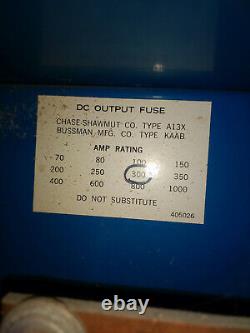 DC OUTPUT FUSE
CHASE-SHAWMUT CO. TYPE A13X
BUSSMAN MFG. CO. TYPE KAAB
AMP RATING
70 80 100 150
200 250 300 350
400 600 800 1000
DO NOT SUBSTITUTE
405026